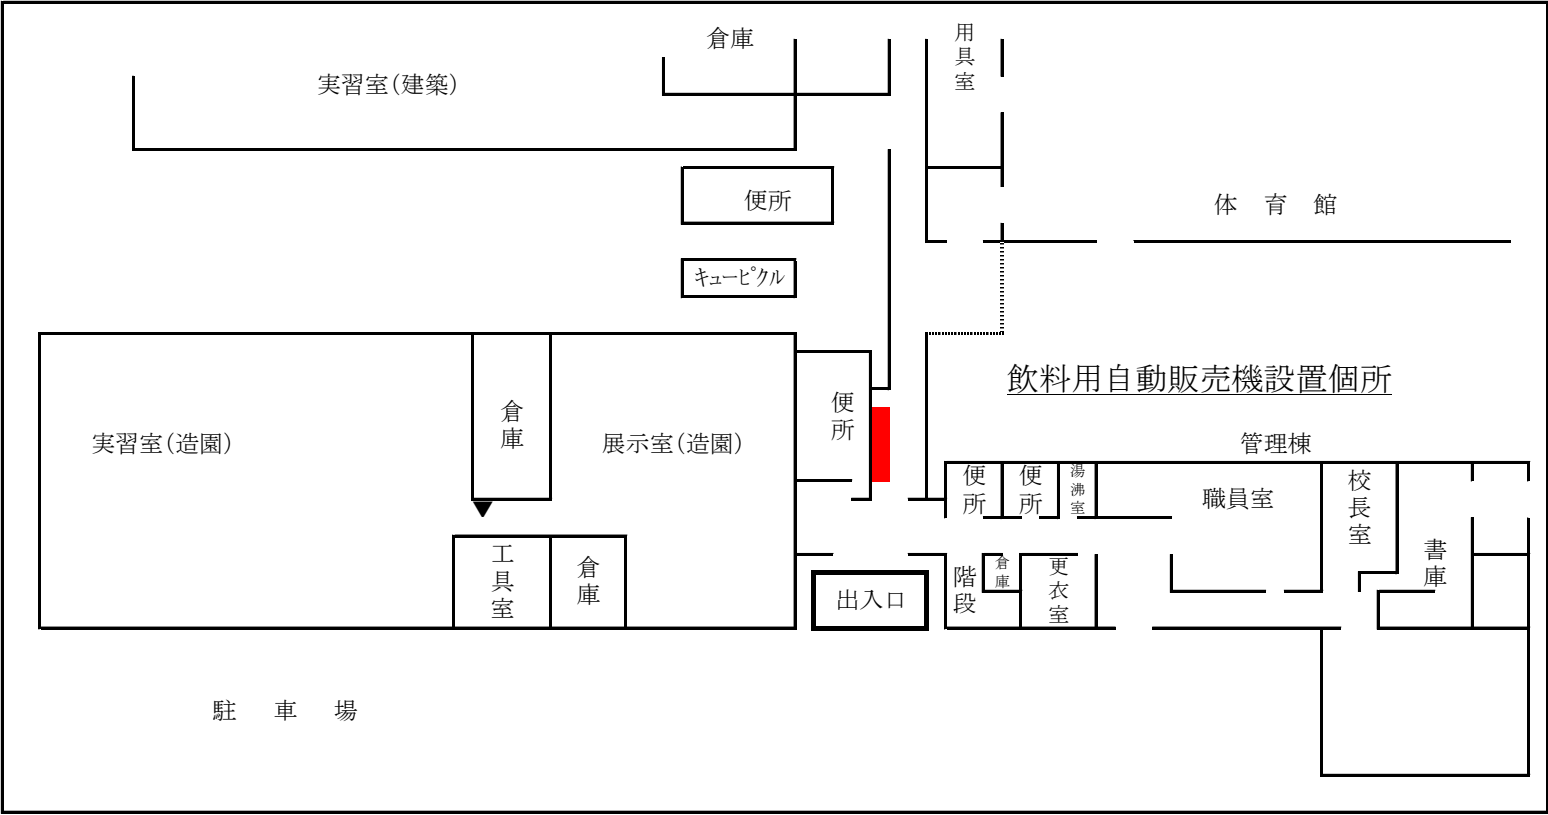 倉庫
用具室
実習室(建築)
便所
体　育　館
キュービクル
飲料用自動販売機設置個所
便所
倉庫
実習室(造園)
展示室(造園)
管理棟
便所
便所
湯沸室
職員室
校長室
書庫
工具室
倉庫
階段
倉庫
更衣室
出入口
駐　車　場